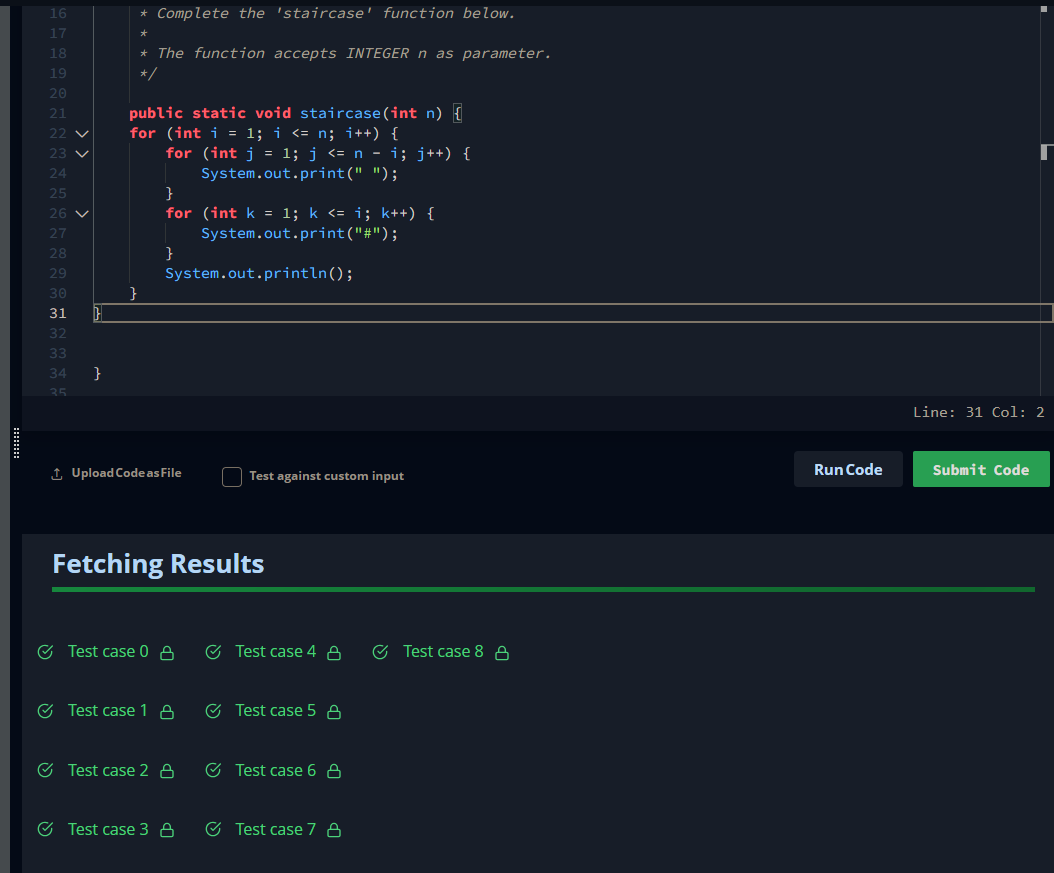 16 * Complete the 'staircase' function below.
17 *
18 * The function accepts INTEGER n as parameter.
19 */
20
21 public static void staircase(int n) {
22 for (int i = 1; i <= n; i++) {
23 for (int j = 1; j <= n - i; j++) {
24 System.out.print(" ");
25 }
26 for (int k = 1; k <= i; k++) {
27 System.out.print("#");
28 }
29 System.out.println();
30 }
31 }
32
33
34 }
35
Line: 31 Col: 2
Upload Code as File
Test against custom input
Run Code
Submit Code
Fetching Results
Test case 0 Test case 4 Test case 8
Test case 1 Test case 5
Test case 2 Test case 6
Test case 3 Test case 7